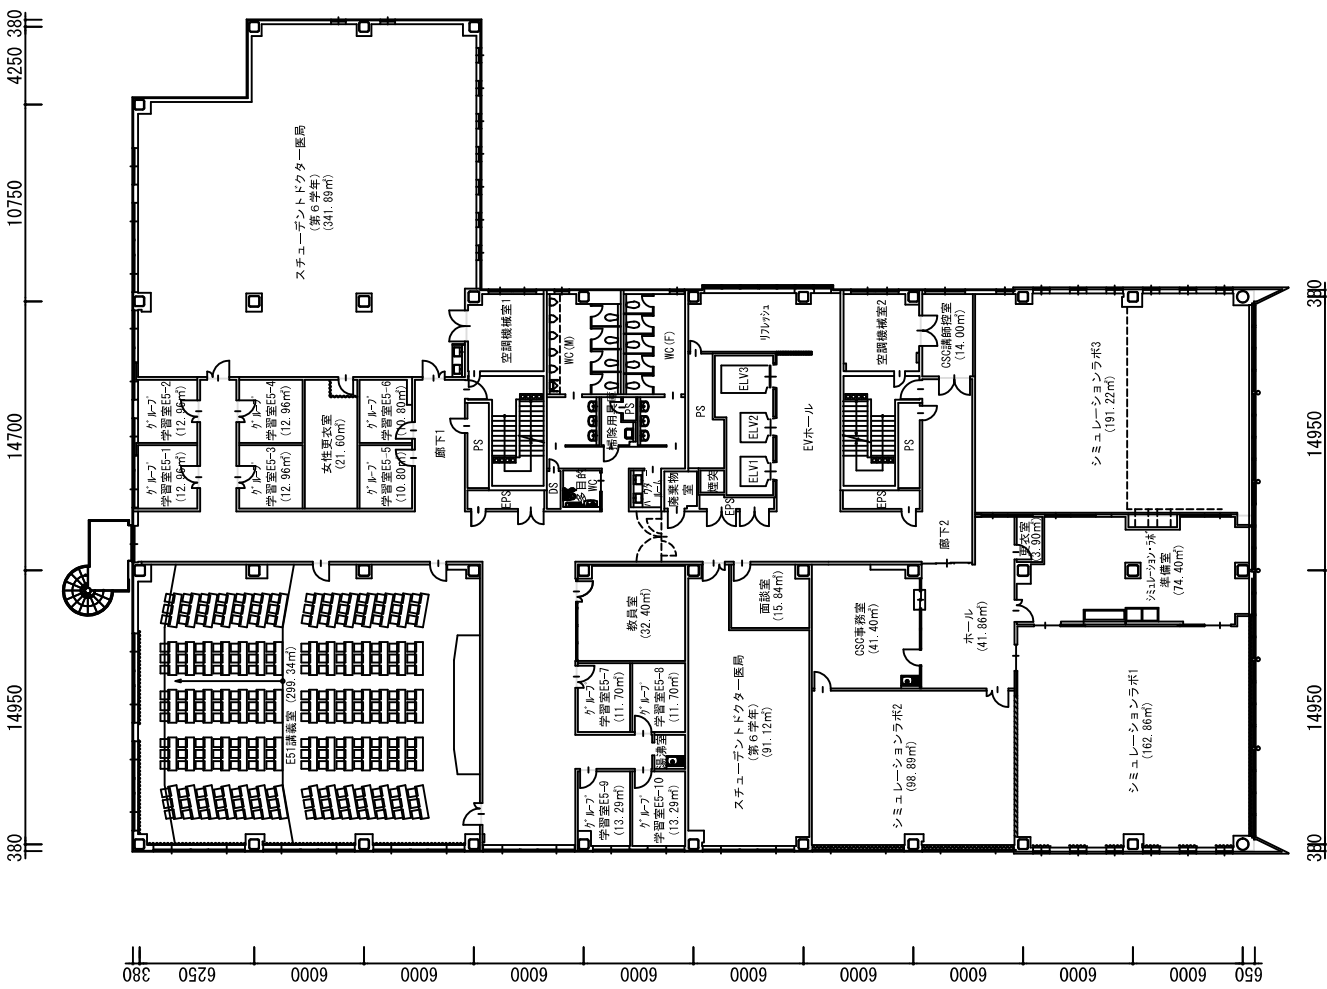 380
4250
10750
14700
14950
380
スチューデントドクター医局
(第６学年)
(341.89㎡)
グループ
学習室E5-2
(12.96㎡)
グループ
学習室E5-1
(12.96㎡)
グループ
学習室E5-4
(12.96㎡)
グループ
学習室E5-3
(12.96㎡)
女性更衣室
(21.60㎡)
グループ
学習室E5-6
(10.80㎡)
グループ
学習室E5-5
(10.80㎡)
廊下1
空調機械室1
PS
EPS
DS
WC(M)
WC(F)
PS
多目的
WC
廃棄物
室
煙突
EPS
PS
リフレッシュ
ELV3
ELV2
ELV1
EVホール
空調機械室2
PS
EPS
CSC講師控室
(14.00㎡)
廊下2
シミュレーションラボ3
(191.22㎡)
更衣室
(3.90㎡)
シミュレーション・ラボ
準備室
(74.40㎡)
E51講義室 (299.34㎡)
教員室
(32.40㎡)
グループ
学習室E5-7
(11.70㎡)
グループ
学習室E5-8
(11.70㎡)
湯沸室
グループ
学習室E5-9
(13.29㎡)
グループ
学習室E5-10
(13.29㎡)
面談室
(15.84㎡)
スチューデントドクター医局
(第６学年)
(91.12㎡)
CSC事務室
(41.40㎡)
ホール
(41.86㎡)
シミュレーションラボ2
(98.89㎡)
シミュレーションラボ1
(162.86㎡)
380
14950
14950
380
380
6250
6000
6000
6000
6000
6000
6000
6000
6000
6000
650